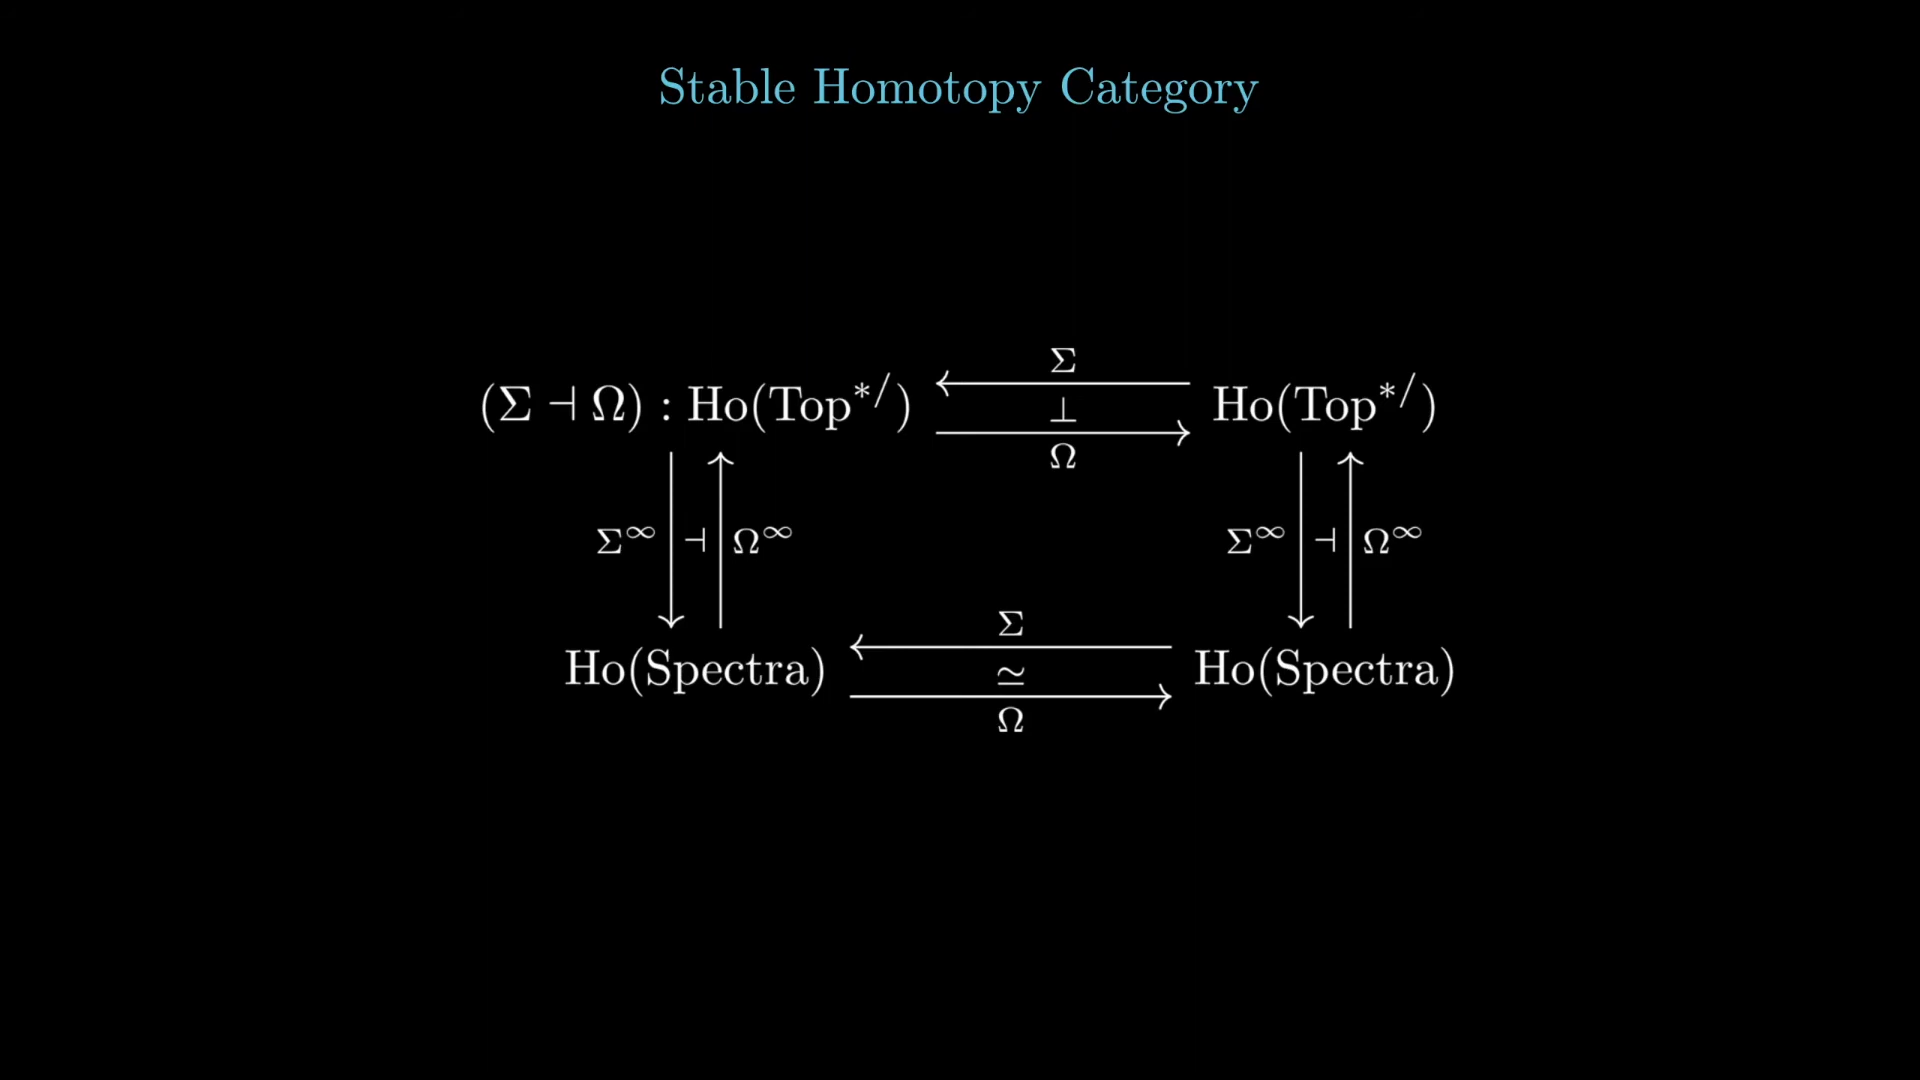 Stable Homotopy Category
Σ
(Σ ⊣ Ω) : Ho(Top*/) ⊥ Ho(Top*/)
Ω
Σ∞ ⊣ Ω∞ Σ∞ ⊣ Ω∞
Σ
Ho(Spectra) ≃ Ho(Spectra)
Ω